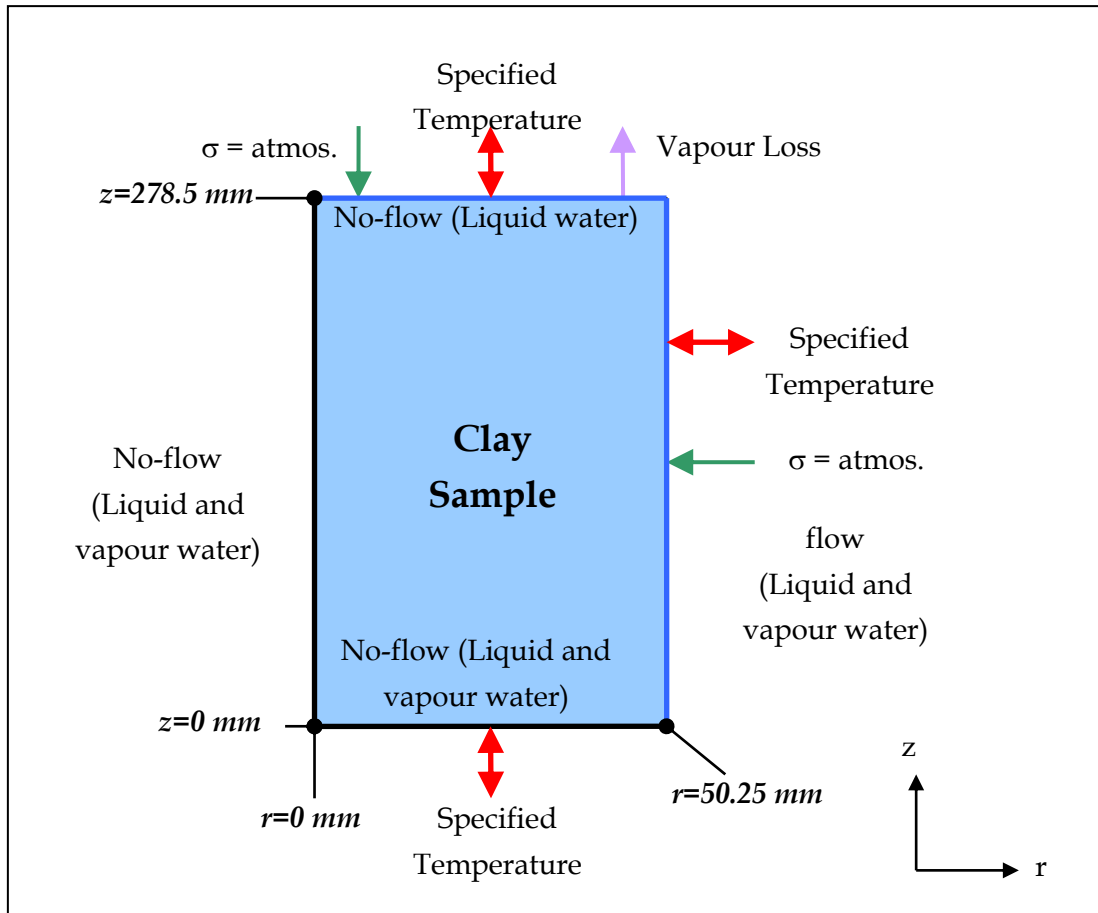 Specified
Temperature
σ = atmos.
Vapour Loss
z=278.5 mm
No-flow (Liquid water)
Specified
Temperature
Clay
Sample
σ = atmos.
No-flow
(Liquid and
vapour water)
flow
(Liquid and
vapour water)
No-flow (Liquid and
vapour water)
z=0 mm
r=0 mm
r=50.25 mm
Specified
Temperature
z
r